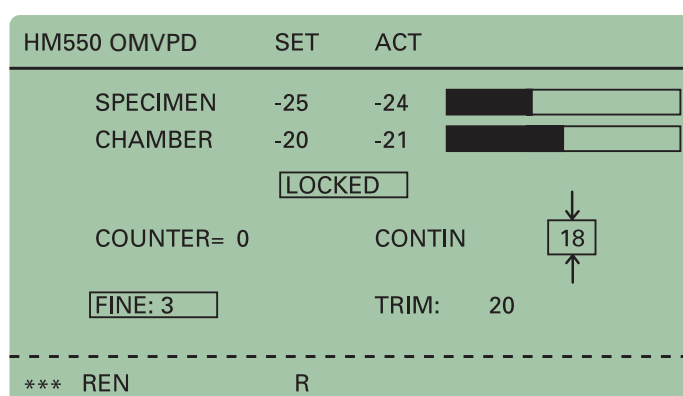 HM550 OMVPD SET ACT
SPECIMEN -25 -24
CHAMBER -20 -21
LOCKED
COUNTER= 0 CONTIN 18
FINE: 3 TRIM: 20
*** REN R